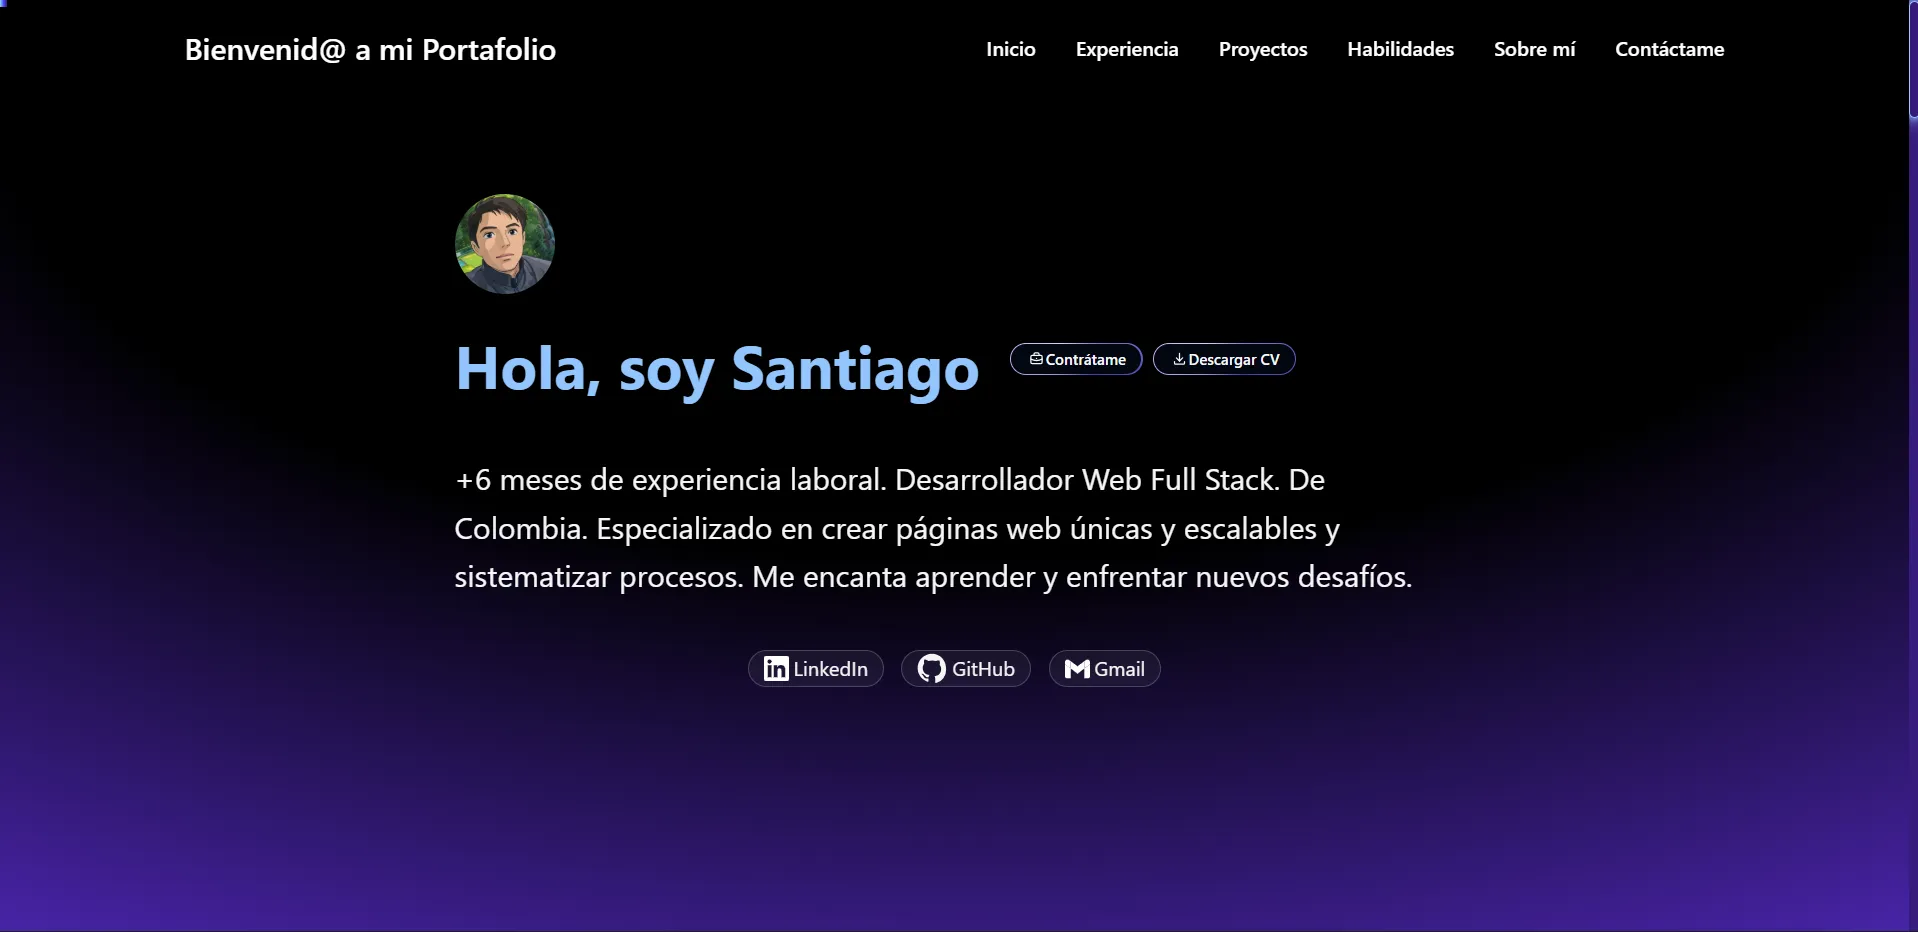 Bienvenid@ a mi Portafolio
Inicio Experiencia Proyectos Habilidades Sobre mí Contáctame
Hola, soy Santiago
Contrátame Descargar CV
+6 meses de experiencia laboral. Desarrollador Web Full Stack. De
Colombia. Especializado en crear páginas web únicas y escalables y
sistematizar procesos. Me encanta aprender y enfrentar nuevos desafíos.
LinkedIn GitHub Gmail